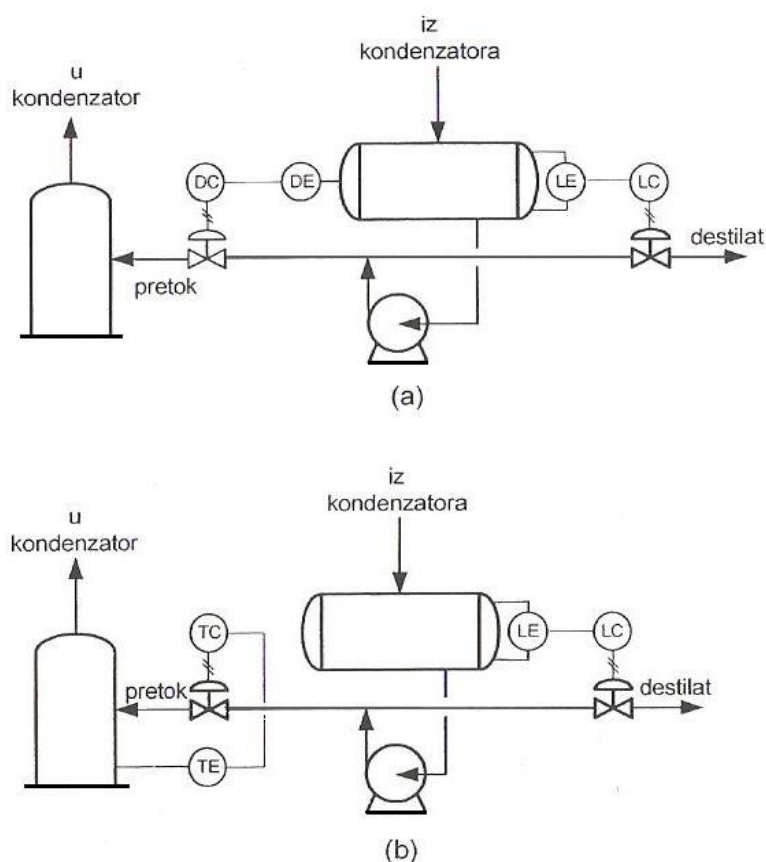 iz
kondenzatora
u
kondenzator
DC
DE
LE
LC
destilat
pretok
(a)
iz
kondenzatora
u
kondenzator
TC
LE
LC
pretok
destilat
TE
(b)